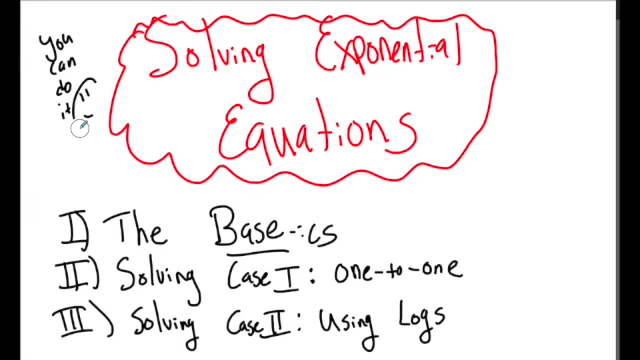 you
can
do
it
Solving Exponential
Equations
I) The Base-ics
II) Solving Case I: One-to-one
III) Solving Case II: Using Logs